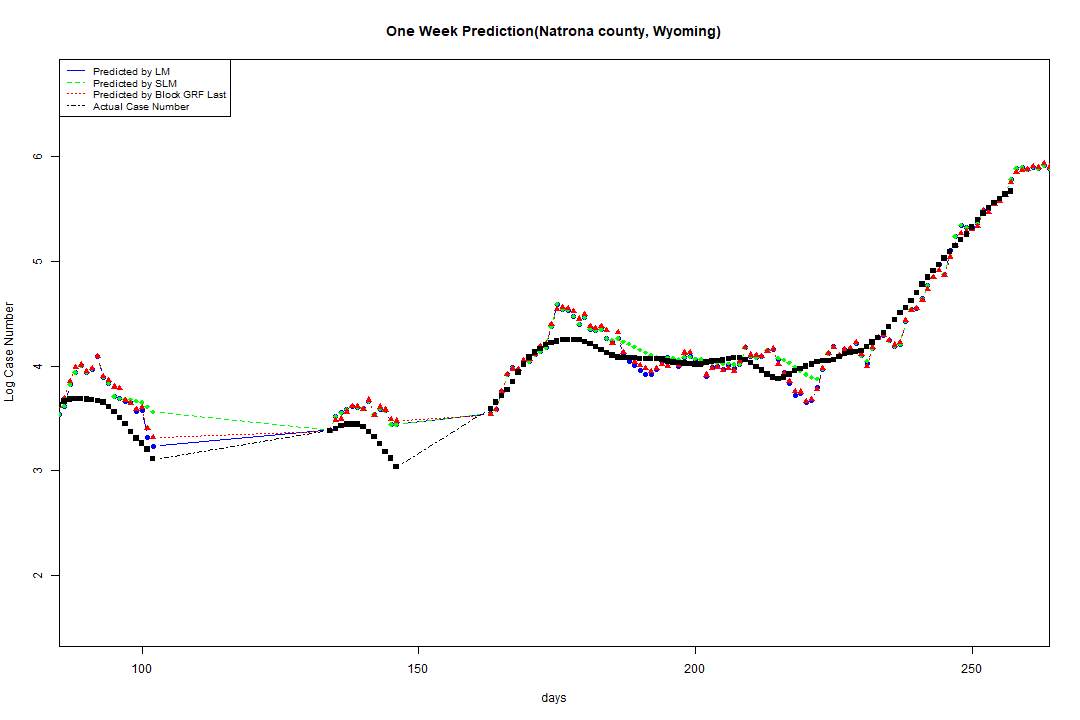 One Week Prediction(Natrona county, Wyoming)
Predicted by LM
Predicted by SLM
Predicted by Block GRF Last
Actual Case Number
Log Case Number
6
5
4
3
2
100 150 200 250
days